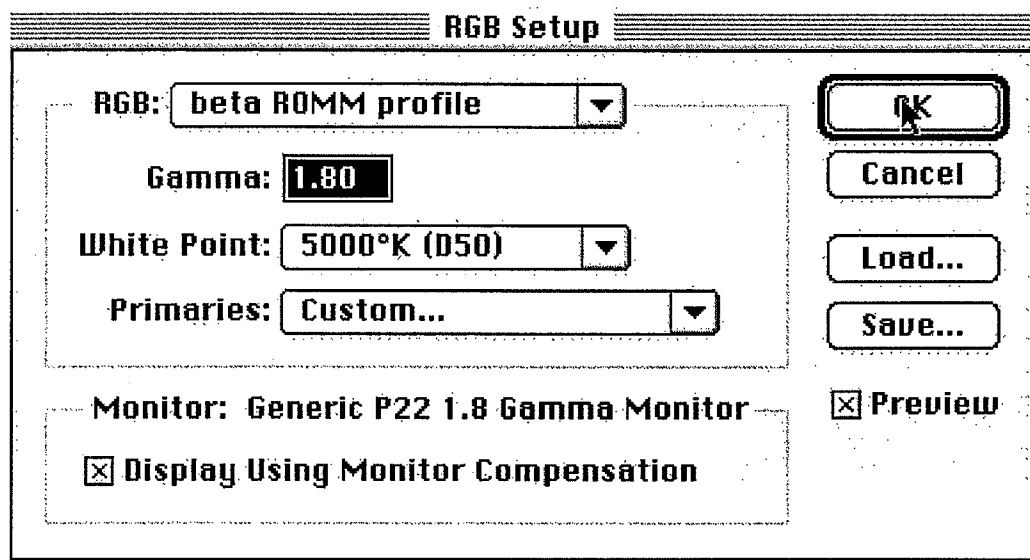 RGB Setup
RGB: beta ROMM profile
OK
Gamma: 1.80
Cancel
White Point: 5000°K (D50)
Load...
Primaries: Custom...
Save...
Monitor: Generic P22 1.8 Gamma Monitor
Preview
Display Using Monitor Compensation